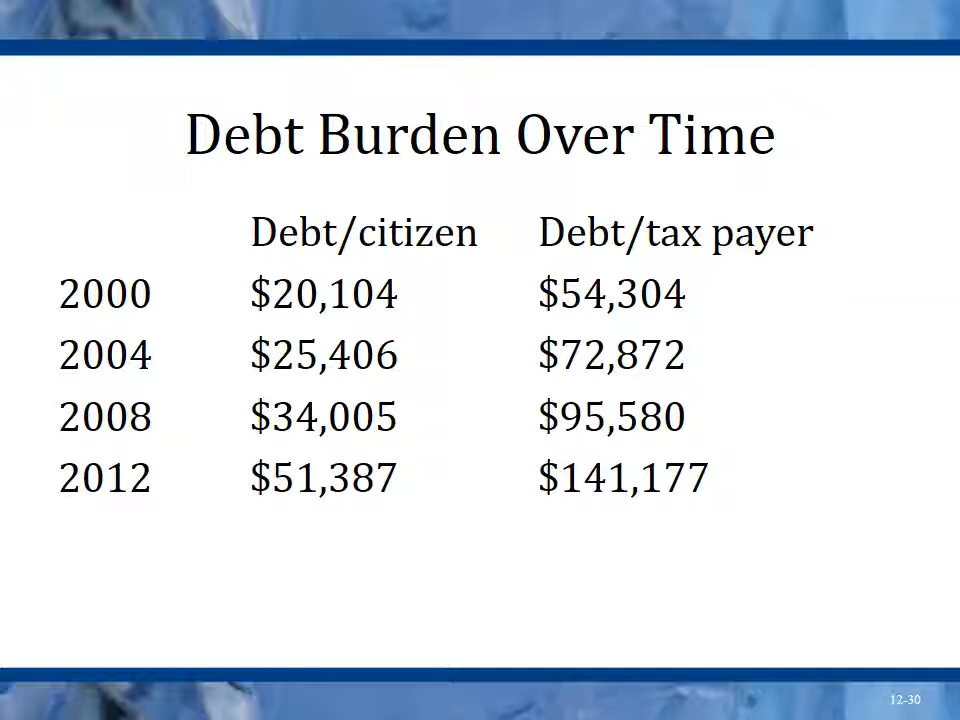 Debt Burden Over Time
Debt/citizen Debt/tax payer
2000 $20,104 $54,304
2004 $25,406 $72,872
2008 $34,005 $95,580
2012 $51,387 $141,177
12-30